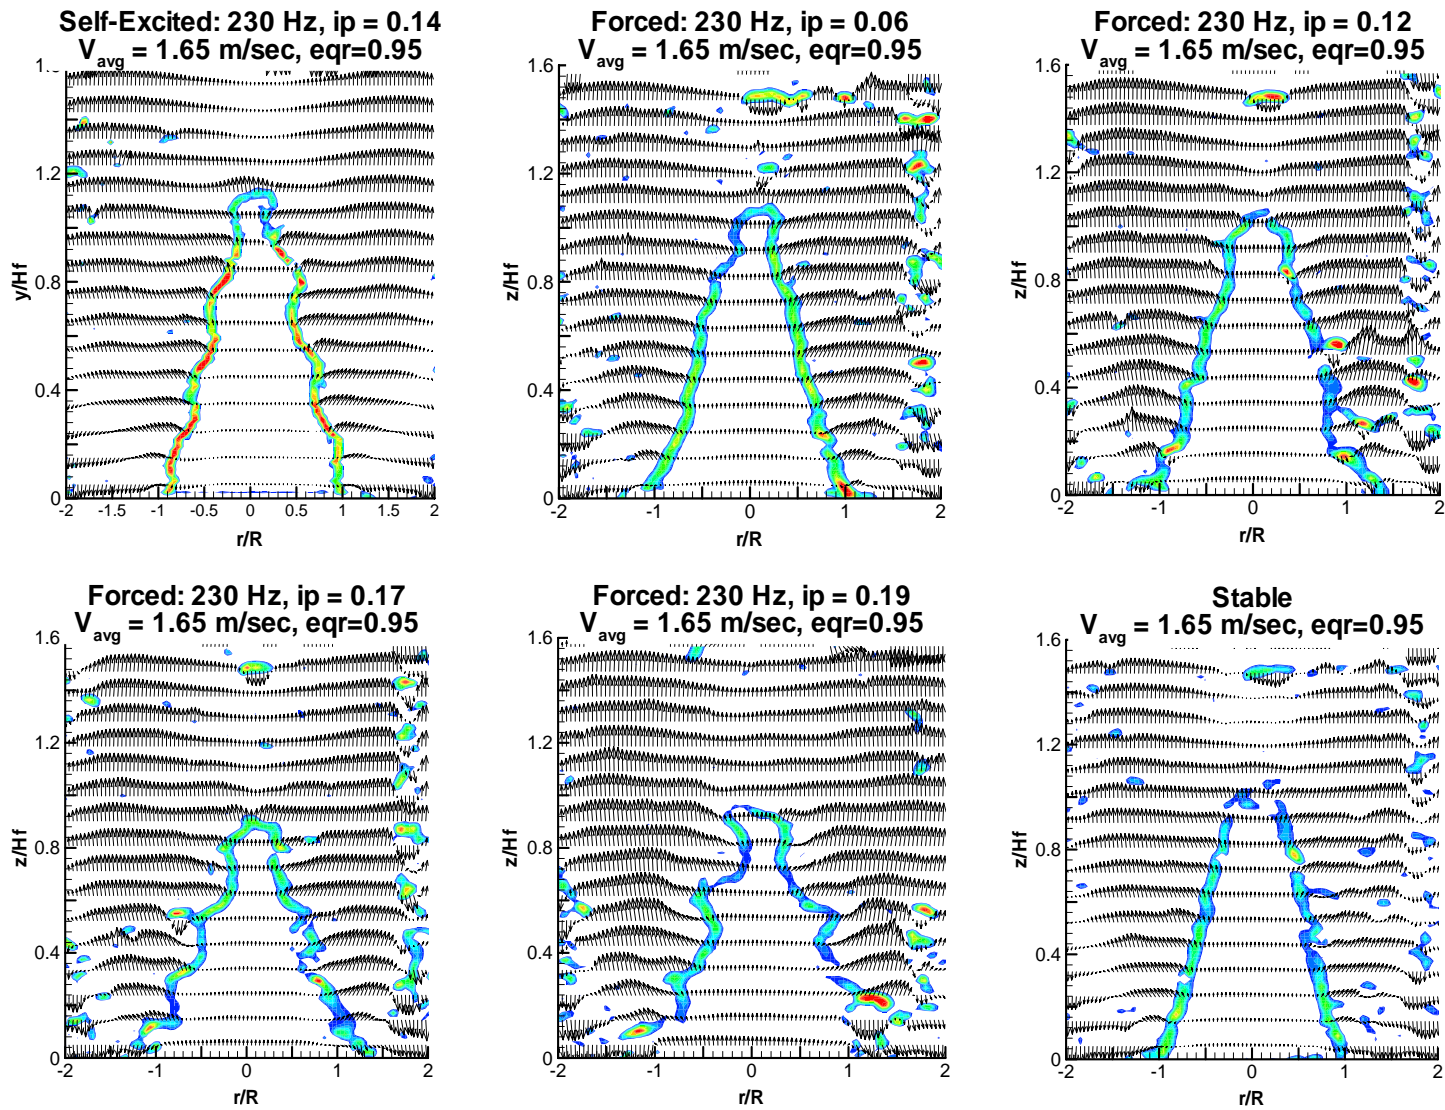 Self-Excited: 230 Hz, ip = 0.14
V_avg = 1.65 m/sec, eqr=0.95
1.2
0.8
0.4
0
y/Hf
-2 -1.5 -1 -0.5 0 0.5 1 1.5 2
r/R
Forced: 230 Hz, ip = 0.06
V_avg = 1.65 m/sec, eqr=0.95
1.6
1.2
0.8
0.4
0
z/Hf
-2 -1 0 1 2
r/R
Forced: 230 Hz, ip = 0.12
V_avg = 1.65 m/sec, eqr=0.95
1.6
1.2
0.8
0.4
0
z/Hf
-2 -1 0 1 2
r/R
Forced: 230 Hz, ip = 0.17
V_avg = 1.65 m/sec, eqr=0.95
1.6
1.2
0.8
0.4
0
z/Hf
-2 -1 0 1 2
r/R
Forced: 230 Hz, ip = 0.19
V_avg = 1.65 m/sec, eqr=0.95
1.6
1.2
0.8
0.4
0
z/Hf
-2 -1 0 1 2
r/R
Stable
V_avg = 1.65 m/sec, eqr=0.95
1.6
1.2
0.8
0.4
0
z/Hf
-2 -1 0 1 2
r/R